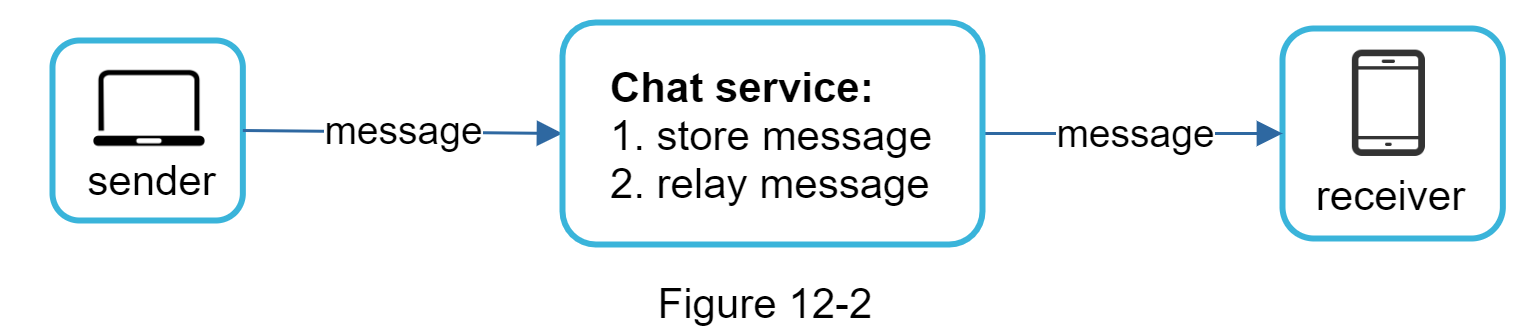 sender
message
Chat service:
1. store message
2. relay message
message
receiver
Figure 12-2